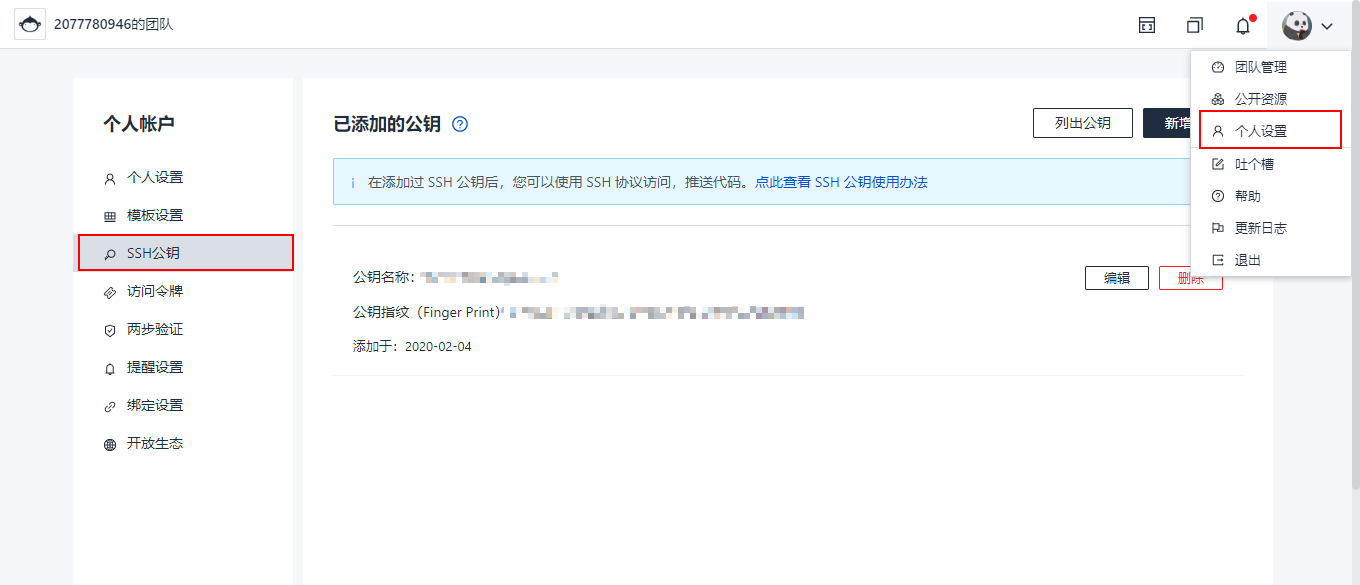 2077780946的团队
团队管理
公开资源
个人设置
吐个槽
帮助
更新日志
退出
个人帐户
个人设置
模板设置
SSH公钥
访问令牌
两步验证
提醒设置
绑定设置
开放生态
已添加的公钥
列出公钥
新增
在添加过 SSH 公钥后，您可以使用 SSH 协议访问，推送代码。点此查看 SSH 公钥使用办法
公钥名称：
编辑
删除
公钥指纹（Finger Print）
添加于：2020-02-04